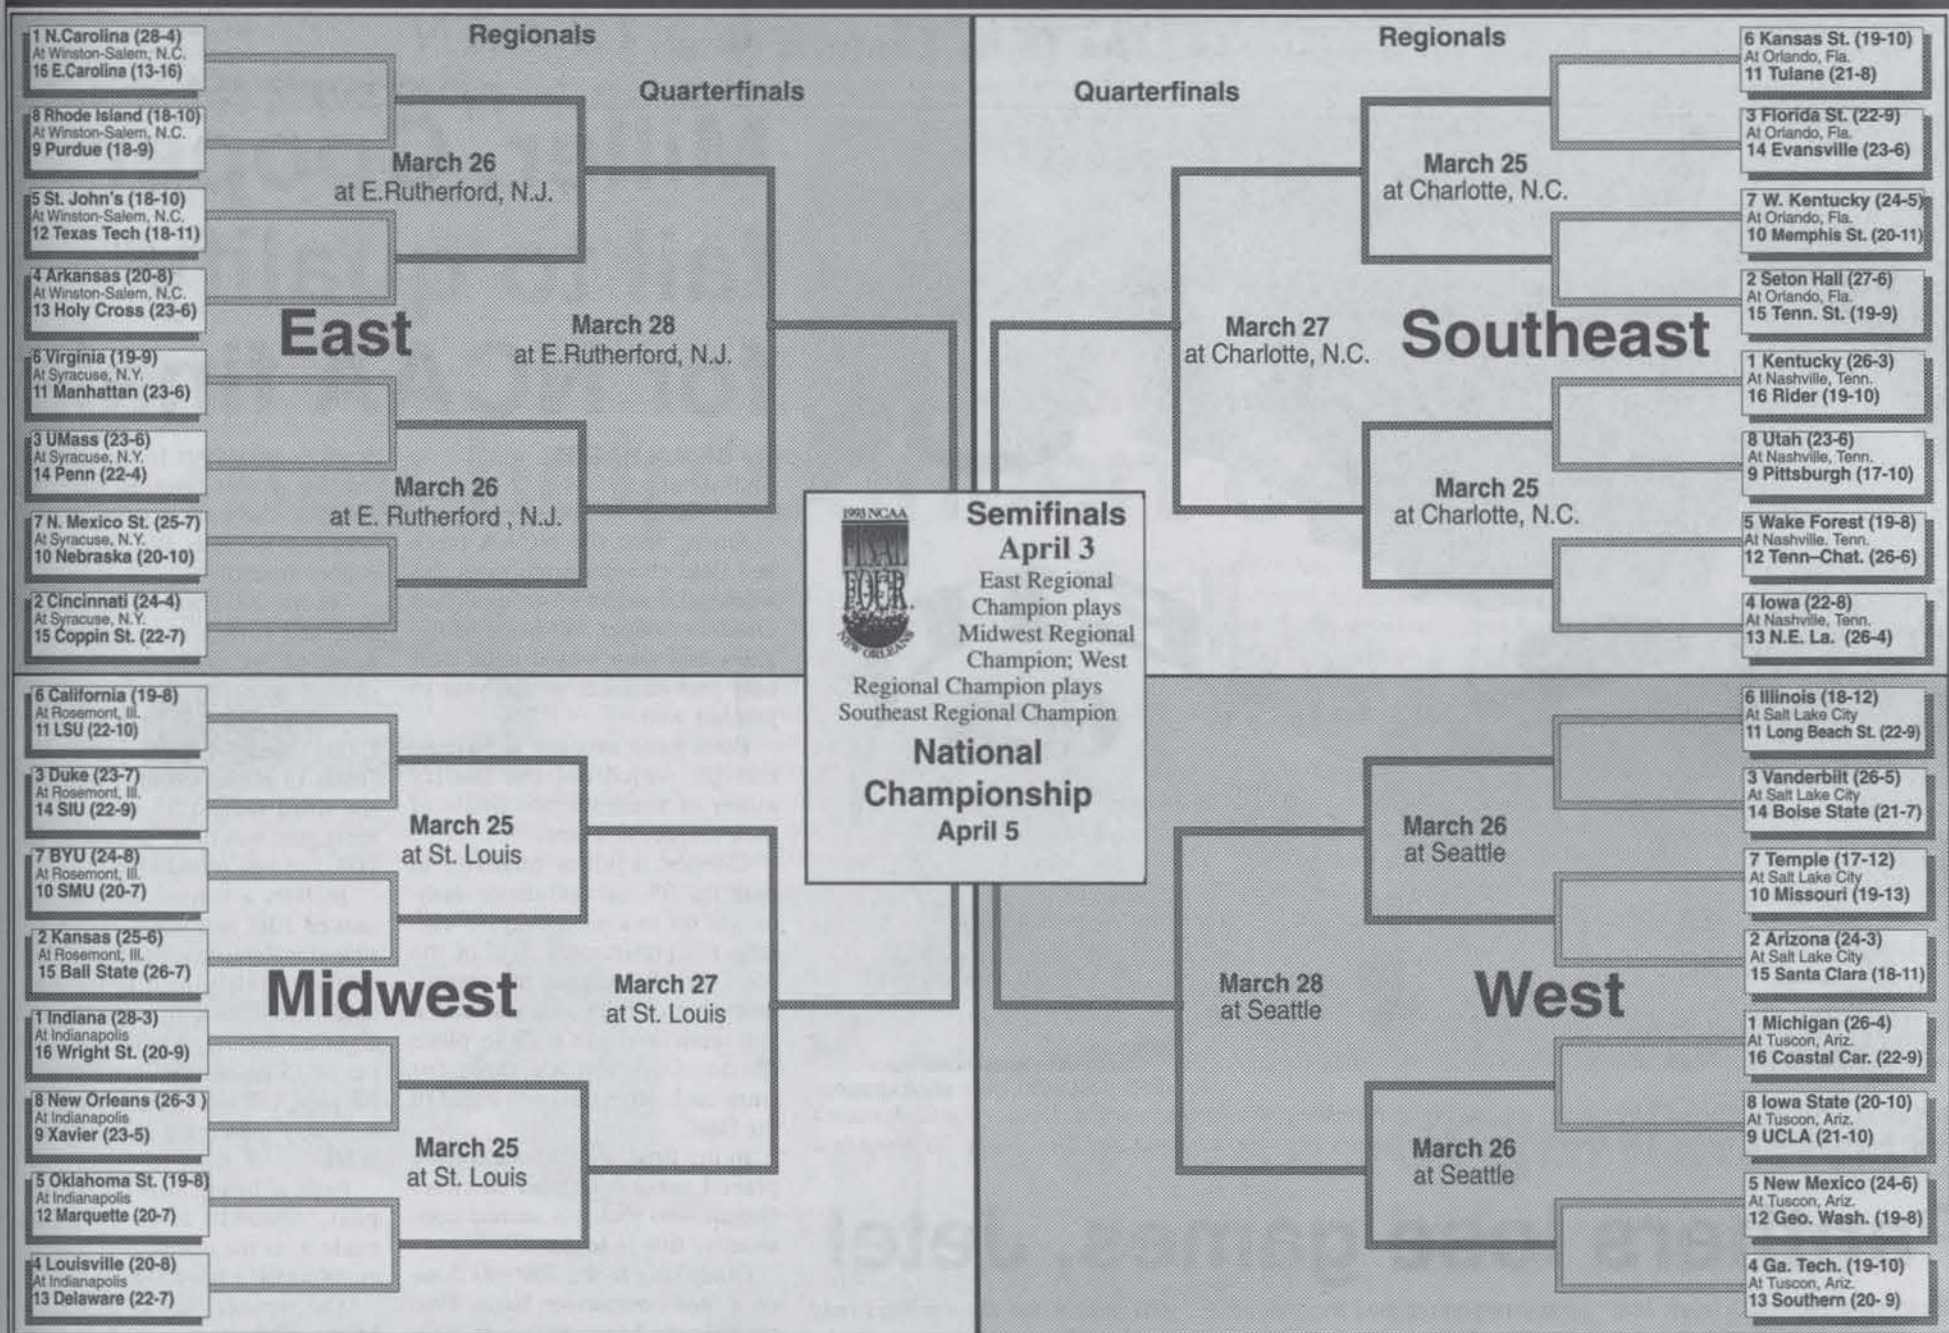 Regionals
Quarterfinals
1 N.Carolina (28-4)
At Winston-Salem, N.C.
16 E.Carolina (13-16)
8 Rhode Island (18-10)
At Winston-Salem, N.C.
9 Purdue (18-9)
5 St. John's (18-10)
At Winston-Salem, N.C.
12 Texas Tech (18-11)
4 Arkansas (20-8)
At Winston-Salem, N.C.
13 Holy Cross (23-6)
6 Virginia (19-9)
At Syracuse, N.Y.
11 Manhattan (23-6)
3 UMass (23-6)
At Syracuse, N.Y.
14 Penn (22-4)
7 N. Mexico St. (25-7)
At Syracuse, N.Y.
10 Nebraska (20-10)
2 Cincinnati (24-4)
At Syracuse, N.Y.
15 Coppin St. (22-7)
March 26
at E.Rutherford, N.J.
East
March 28
at E.Rutherford, N.J.
March 26
at E. Rutherford , N.J.
Regionals
Quarterfinals
6 Kansas St. (19-10)
At Orlando, Fla.
11 Tulane (21-8)
3 Florida St. (22-9)
At Orlando, Fla.
14 Evansville (23-6)
7 W. Kentucky (24-5)
At Orlando, Fla.
10 Memphis St. (20-11)
2 Seton Hall (27-6)
At Orlando, Fla.
15 Tenn. St. (19-9)
1 Kentucky (26-3)
At Nashville, Tenn.
16 Rider (19-10)
8 Utah (23-6)
At Nashville, Tenn.
9 Pittsburgh (17-10)
5 Wake Forest (19-8)
At Nashville. Tenn.
12 Tenn–Chat. (26-6)
4 Iowa (22-8)
At Nashville, Tenn.
13 N.E. La. (26-4)
March 25
at Charlotte, N.C.
March 27
at Charlotte, N.C.
Southeast
March 25
at Charlotte, N.C.
1993 NCAA
FINAL
FOUR
NEW ORLEANS
Semifinals
April 3
East Regional
Champion plays
Midwest Regional
Champion; West
Regional Champion plays
Southeast Regional Champion
National
Championship
April 5
6 California (19-8)
At Rosemont, Ill.
11 LSU (22-10)
3 Duke (23-7)
At Rosemont, Ill.
14 SIU (22-9)
7 BYU (24-8)
At Rosemont, Ill.
10 SMU (20-7)
2 Kansas (25-6)
At Rosemont, Ill.
15 Ball State (26-7)
1 Indiana (28-3)
At Indianapolis
16 Wright St. (20-9)
8 New Orleans (26-3 )
At Indianapolis
9 Xavier (23-5)
5 Oklahoma St. (19-8)
At Indianapolis
12 Marquette (20-7)
4 Louisville (20-8)
At Indianapolis
13 Delaware (22-7)
March 25
at St. Louis
Midwest
March 27
at St. Louis
March 25
at St. Louis
6 Illinois (18-12)
At Salt Lake City
11 Long Beach St. (22-9)
3 Vanderbilt (26-5)
At Salt Lake City
14 Boise State (21-7)
7 Temple (17-12)
At Salt Lake City
10 Missouri (19-13)
2 Arizona (24-3)
At Salt Lake City
15 Santa Clara (18-11)
1 Michigan (26-4)
At Tuscon, Ariz.
16 Coastal Car. (22-9)
8 Iowa State (20-10)
At Tuscon, Ariz.
9 UCLA (21-10)
5 New Mexico (24-6)
At Tuscon, Ariz.
12 Geo. Wash. (19-8)
4 Ga. Tech. (19-10)
At Tuscon, Ariz.
13 Southern (20- 9)
March 26
at Seattle
March 28
at Seattle
West
March 26
at Seattle